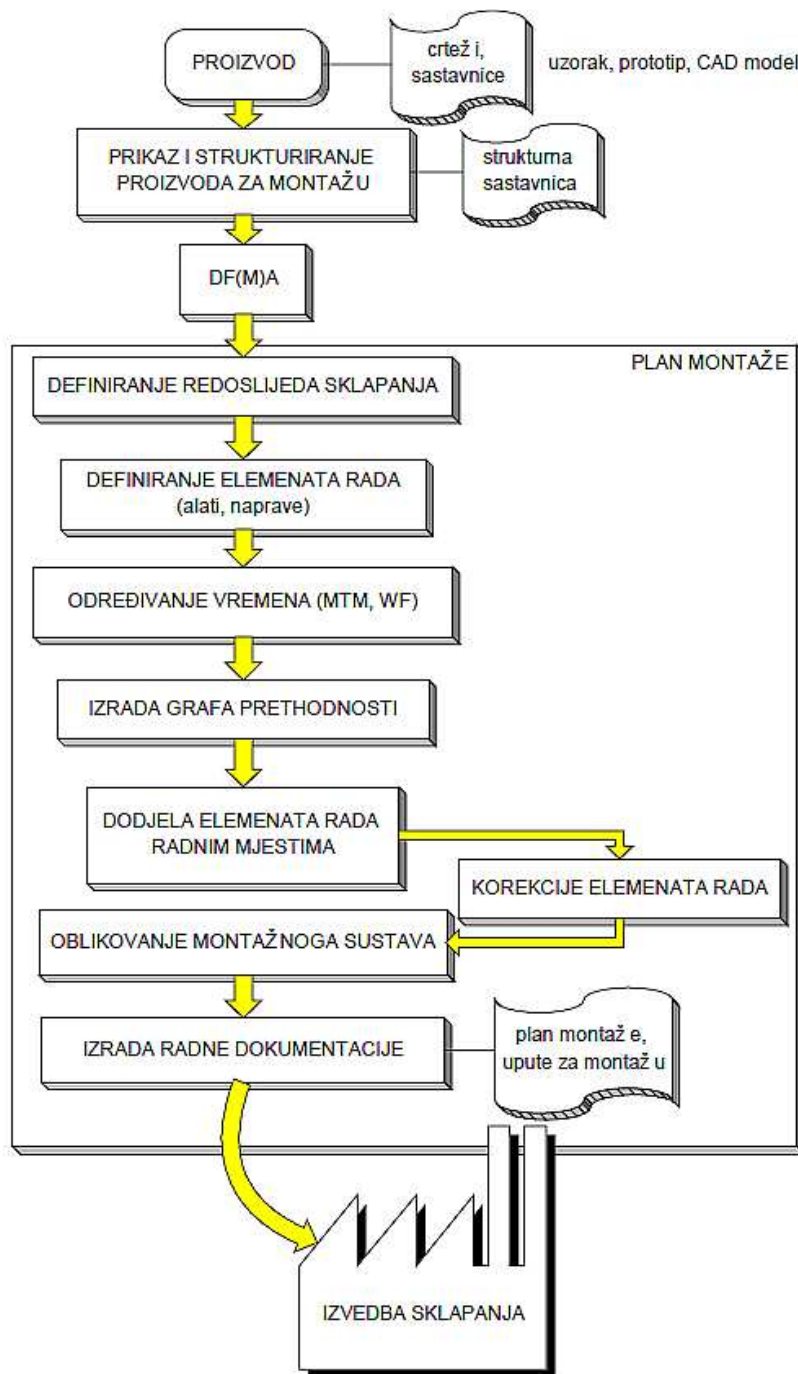 PROIZVOD
crtež i,
sastavnice
uzorak, prototip, CAD model
PRIKAZ I STRUKTURIRANJE
PROIZVODA ZA MONTAŽU
strukturna
sastavnica
DF(M)A
PLAN MONTAŽE
DEFINIRANJE REDOSLIJEDA SKLAPANJA
DEFINIRANJE ELEMENATA RADA
(alati, naprave)
ODREĐIVANJE VREMENA (MTM, WF)
IZRADA GRAFA PRETHODNOSTI
DODJELA ELEMENATA RADA
RADNIM MJESTIMA
KOREKCIJE ELEMENATA RADA
OBLIKOVANJE MONTAŽNOGA SUSTAVA
IZRADA RADNE DOKUMENTACIJE
plan montaž e,
upute za montaž u
IZVEDBA SKLAPANJA